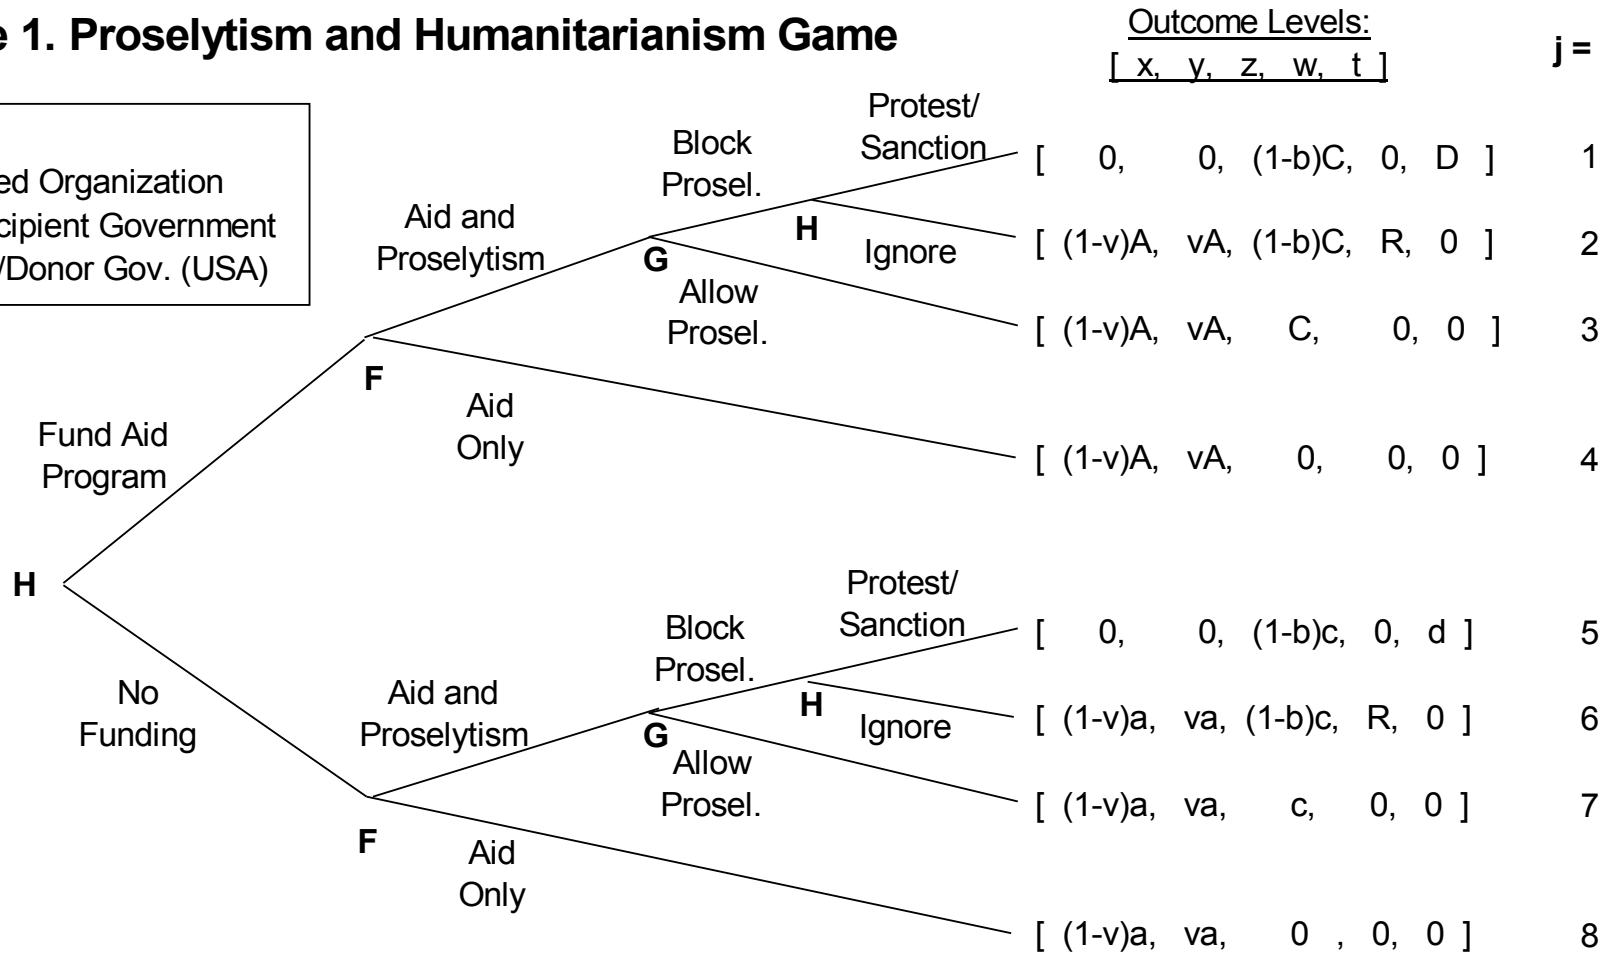 e 1. Proselytism and Humanitarianism Game
Outcome Levels:
[ x, y, z, w, t ]
j =
ed Organization
cipient Government
/Donor Gov. (USA)
Protest/
Sanction
Block
Prosel.
[ 0, 0, (1-b)C, 0, D ] 1
Aid and
Proselytism
H
G
Ignore
[ (1-v)A, vA, (1-b)C, R, 0 ] 2
Allow
Prosel.
[ (1-v)A, vA, C, 0, 0 ] 3
F
Aid
Only
Fund Aid
Program
[ (1-v)A, vA, 0, 0, 0 ] 4
H
Protest/
Sanction
Block
Prosel.
[ 0, 0, (1-b)c, 0, d ] 5
No
Funding
Aid and
Proselytism
H
G
Ignore
[ (1-v)a, va, (1-b)c, R, 0 ] 6
Allow
Prosel.
[ (1-v)a, va, c, 0, 0 ] 7
F
Aid
Only
[ (1-v)a, va, 0 , 0, 0 ] 8